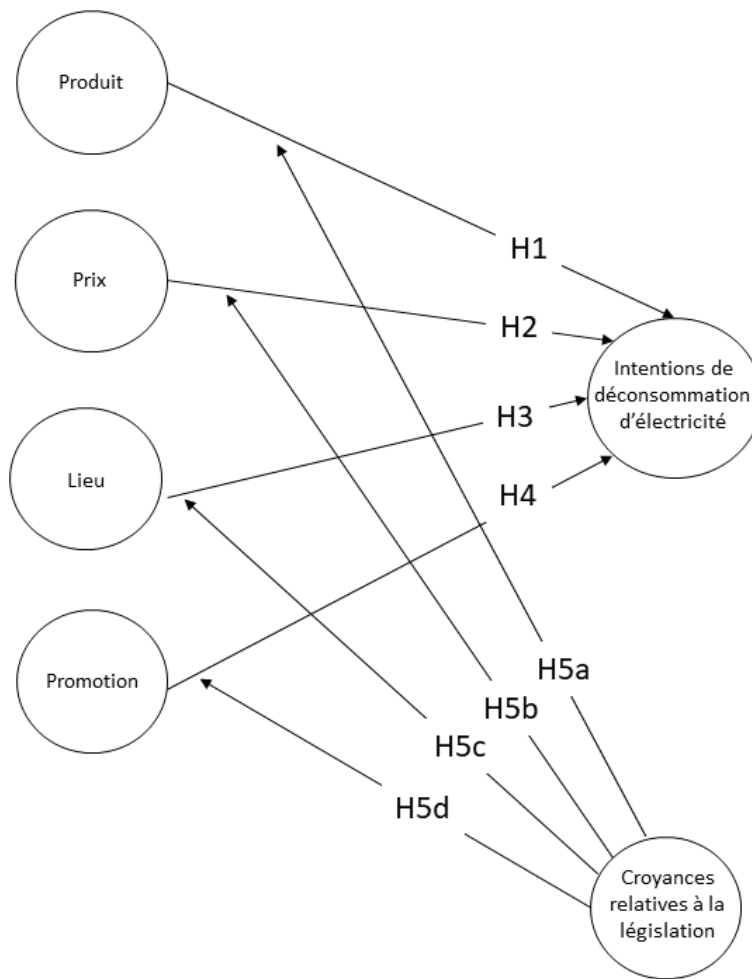 Produit
H1
Prix
H2
Intentions de
déconsommation
d'électricité
H3
Lieu
H4
Promotion
H5a
H5b
H5c
H5d
Croyances
relatives à la
législation